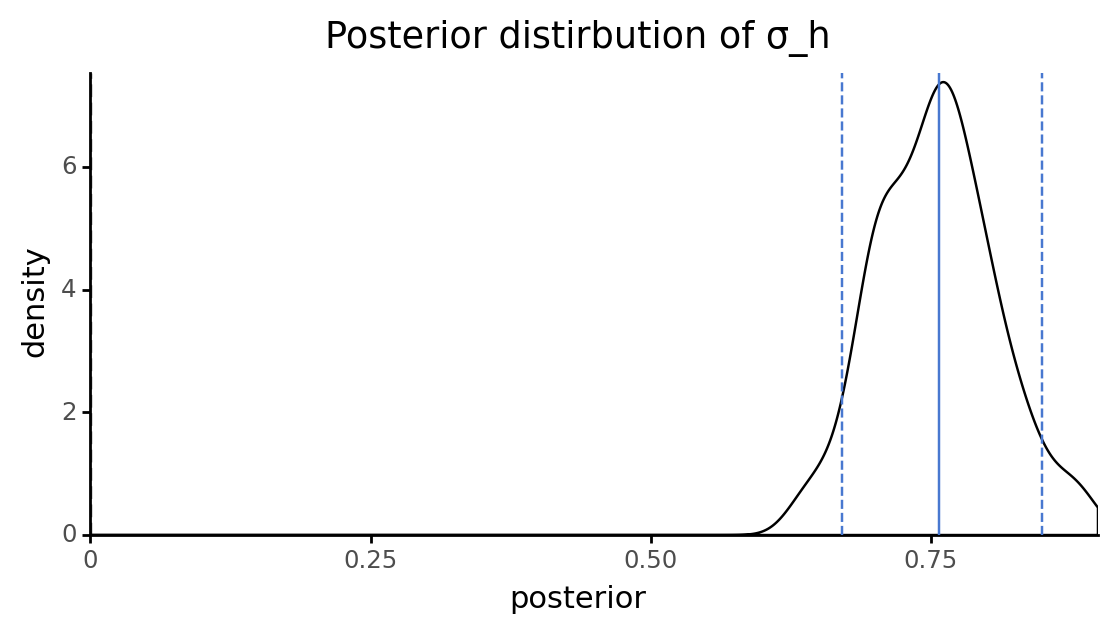 Posterior distirbution of σ_h
density
6
4
2
0
0 0.25 0.50 0.75
posterior